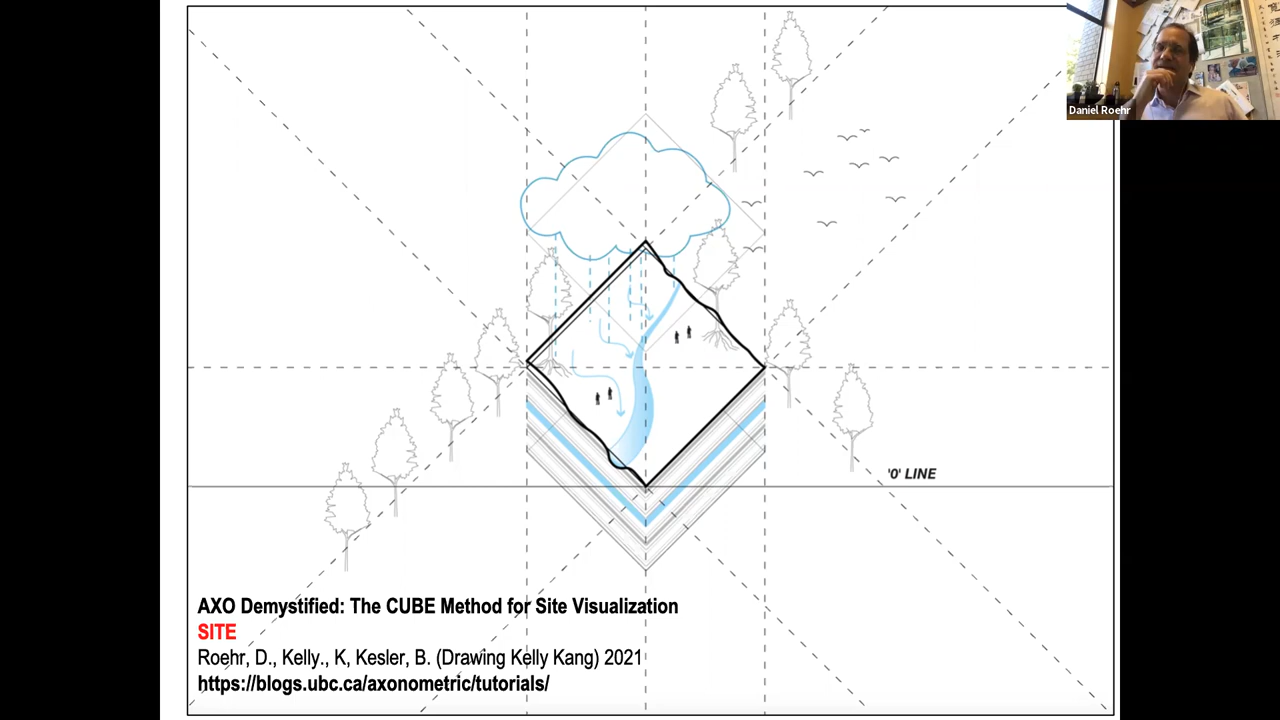 Daniel Roehr
'0' LINE
AXO Demystified: The CUBE Method for Site Visualization
SITE
Roehr, D., Kelly., K, Kesler, B. (Drawing Kelly Kang) 2021
https://blogs.ubc.ca/axonometric/tutorials/